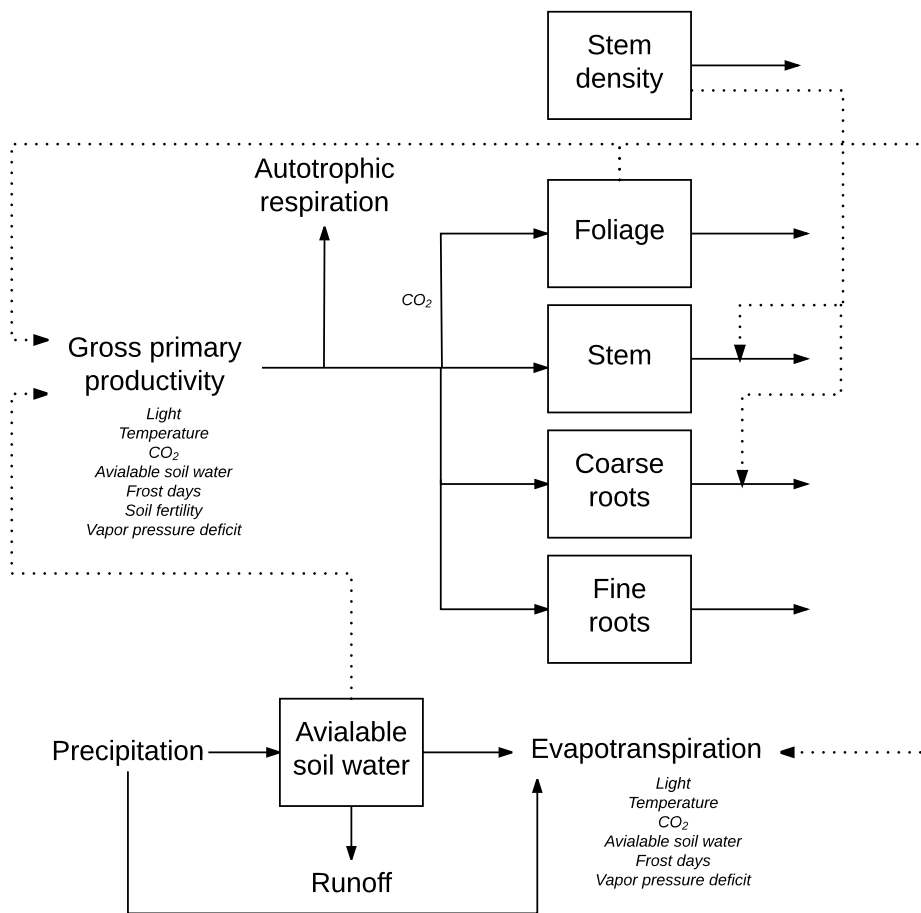 Stem
density
Autotrophic
respiration
Foliage
CO₂
Gross primary
productivity
Light
Temperature
CO₂
Avialable soil water
Frost days
Soil fertility
Vapor pressure deficit
Stem
Coarse
roots
Fine
roots
Precipitation
Avialable
soil water
Evapotranspiration
Light
Temperature
CO₂
Avialable soil water
Frost days
Vapor pressure deficit
Runoff